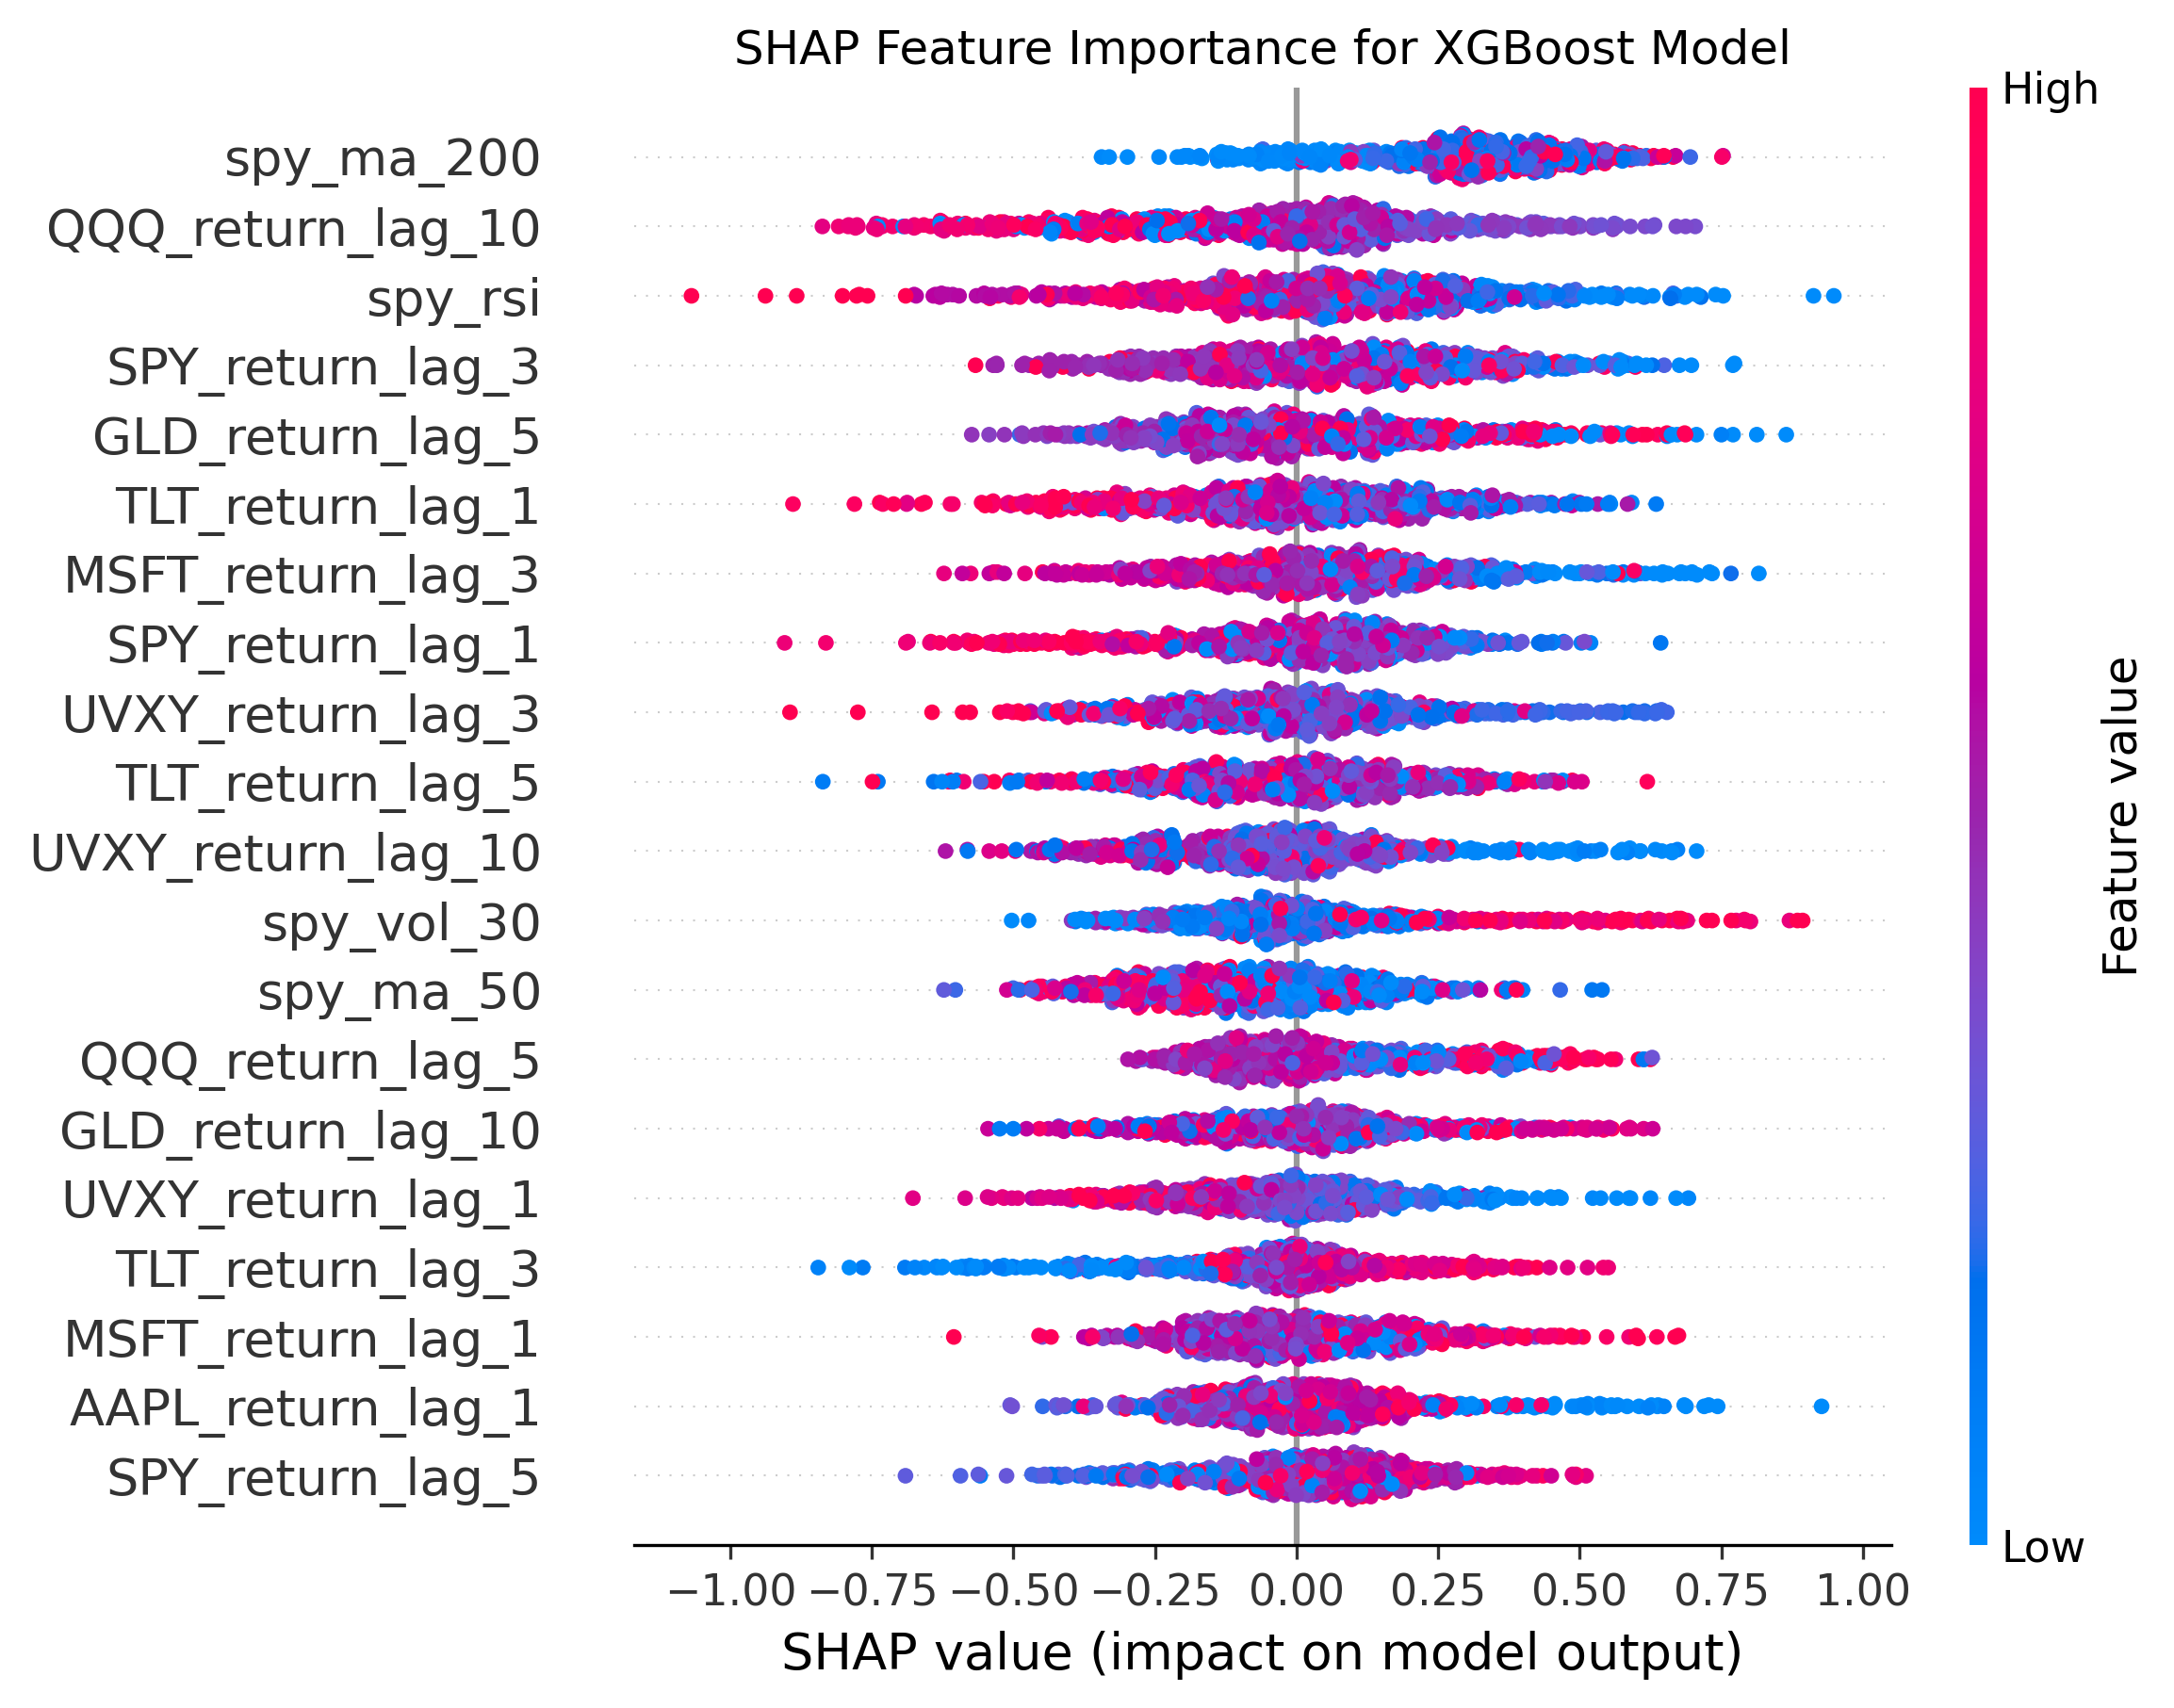 SHAP Feature Importance for XGBoost Model
High
spy_ma_200
QQQ_return_lag_10
spy_rsi
SPY_return_lag_3
GLD_return_lag_5
TLT_return_lag_1
MSFT_return_lag_3
SPY_return_lag_1
UVXY_return_lag_3
TLT_return_lag_5
UVXY_return_lag_10
spy_vol_30
spy_ma_50
QQQ_return_lag_5
GLD_return_lag_10
UVXY_return_lag_1
TLT_return_lag_3
MSFT_return_lag_1
AAPL_return_lag_1
SPY_return_lag_5
Feature value
Low
−1.00 −0.75 −0.50 −0.25 0.00 0.25 0.50 0.75 1.00
SHAP value (impact on model output)